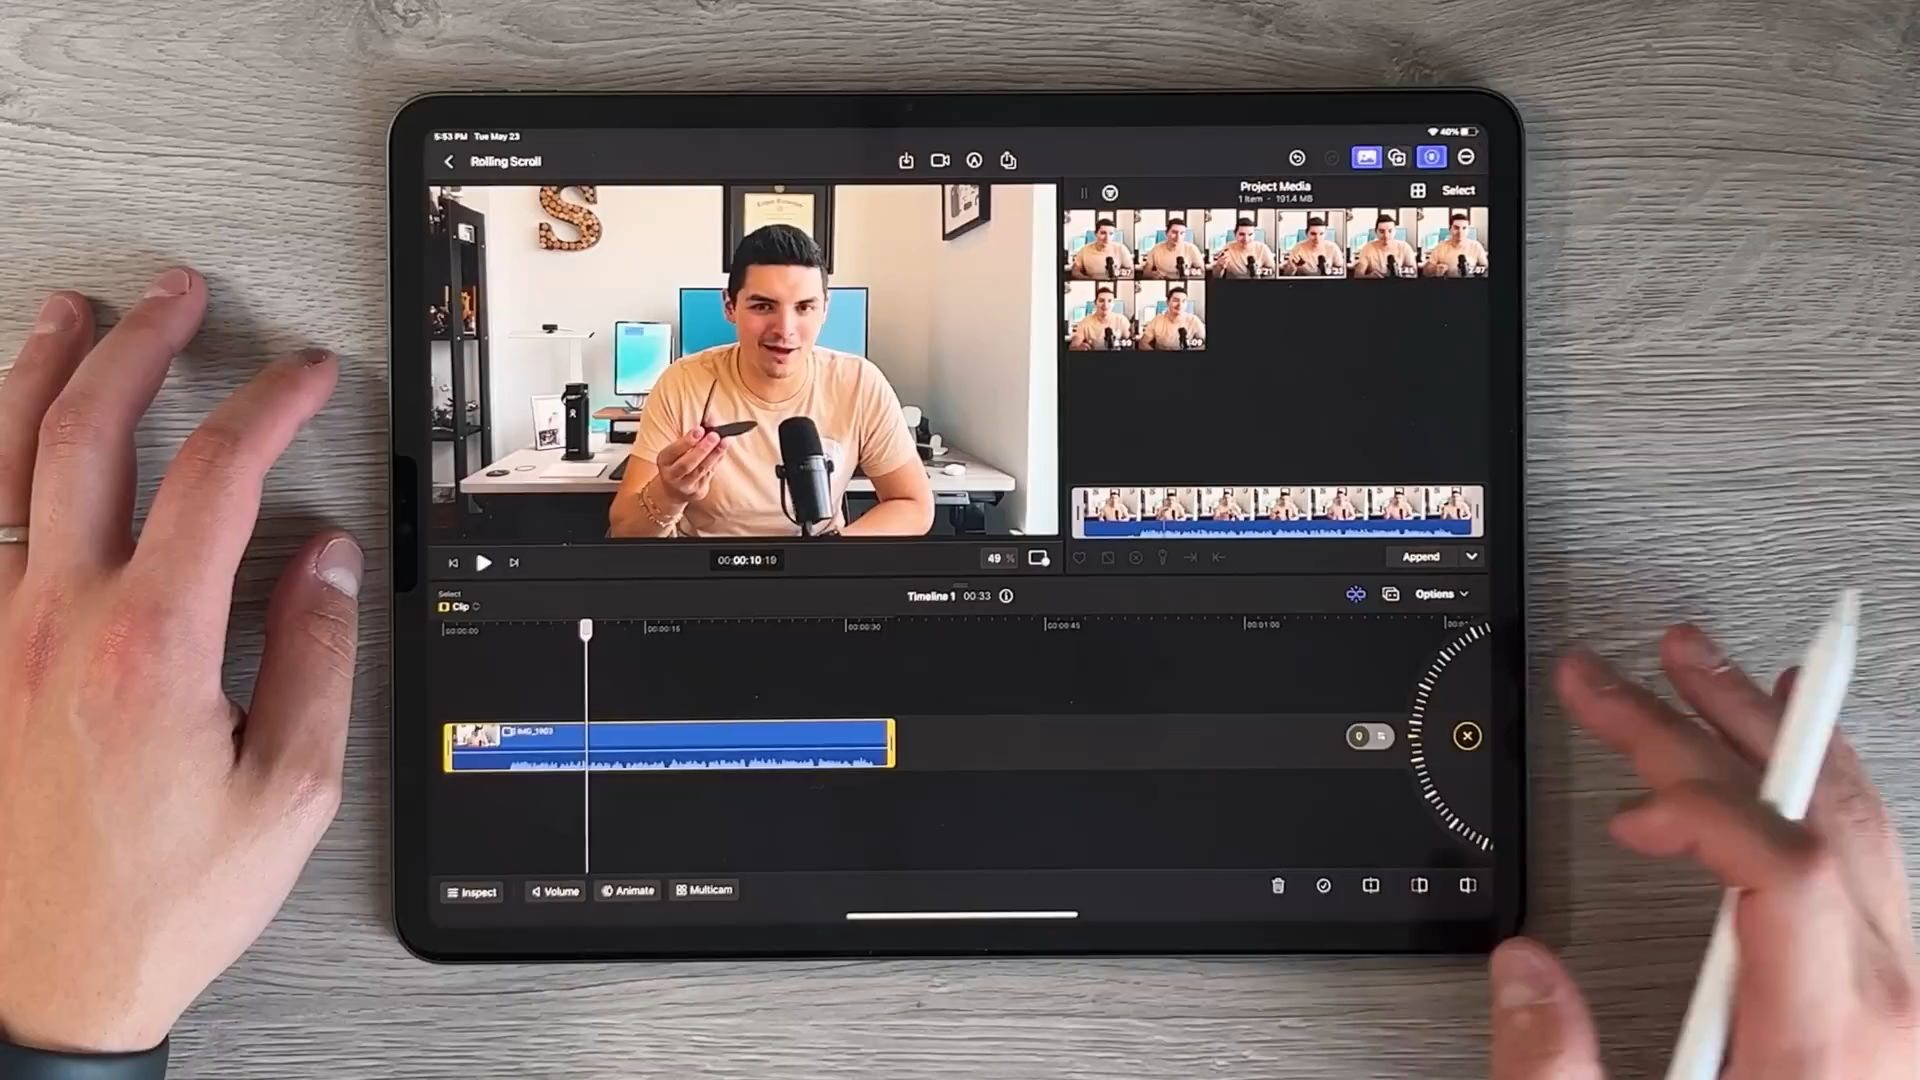 5:53 PM Tue May 23
40%
Rolling Scroll
Project Media
1 Item - 191.4 MB
Select
S
00:00:10:19
49 %
Append
Select
Clip
Timeline 1 00:33
Options
00:00:00
00:00:15
00:00:30
00:00:45
00:01:00
IMG_1903
Inspect
Volume
Animate
Multicam